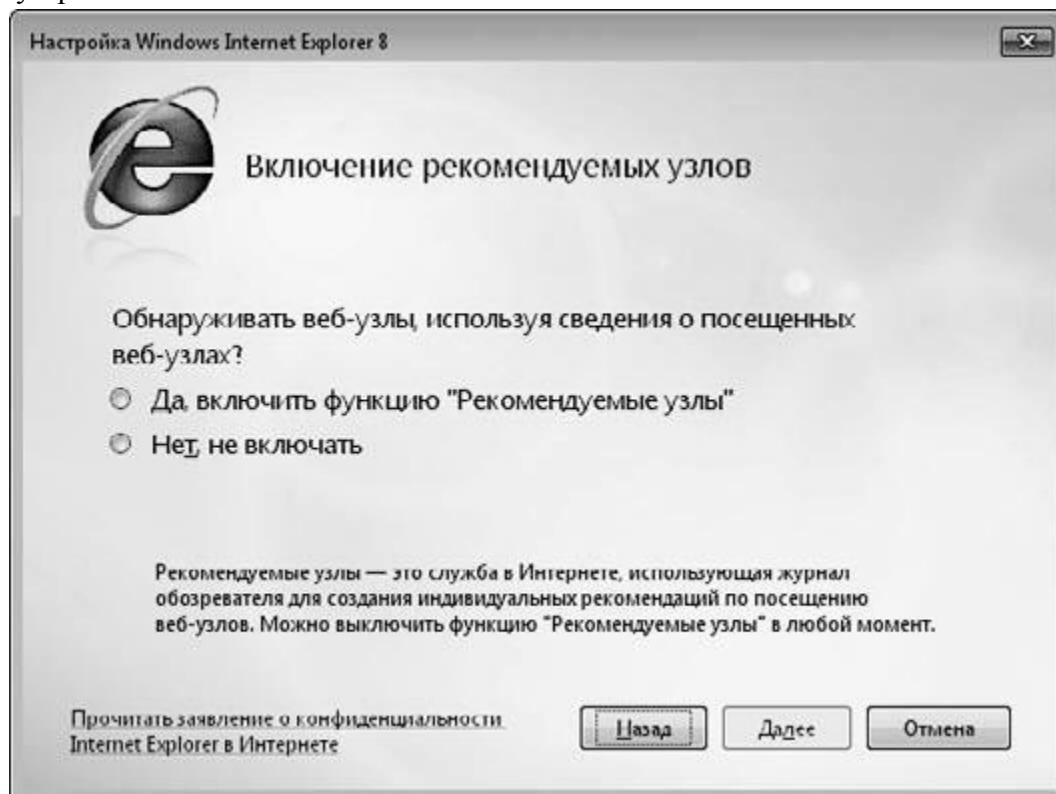 Настройка Windows Internet Explorer 8
Включение рекомендуемых узлов
Обнаруживать веб-узлы, используя сведения о посещенных
веб-узлах?
Да, включить функцию "Рекомендуемые узлы"
Нет, не включать
Рекомендуемые узлы — это служба в Интернете, использующая журнал
обозревателя для создания индивидуальных рекомендаций по посещению
веб-узлов. Можно выключить функцию "Рекомендуемые узлы" в любой момент.
Прочитать заявление о конфиденциальности
Internet Explorer в Интернете
Назад Далее Отмена